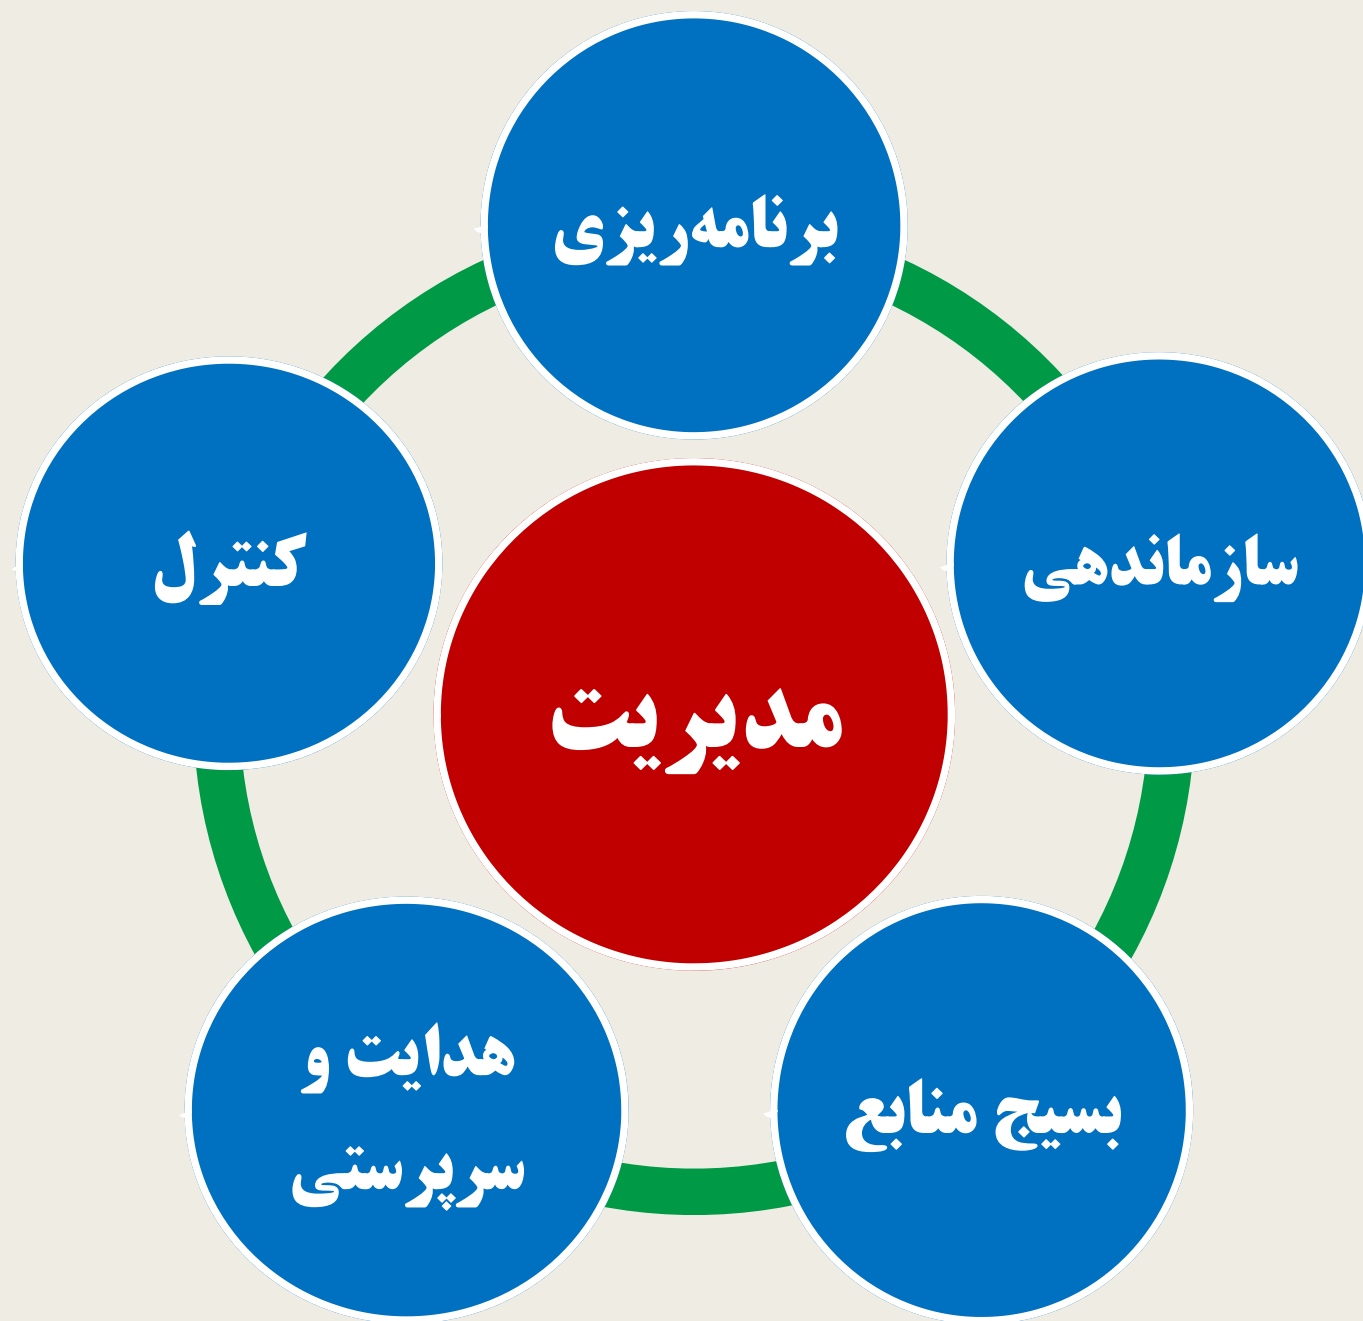 برنامه‌ریزی
سازماندهی
بسیج منابع
هدایت و
سرپرستی
کنترل
مدیریت